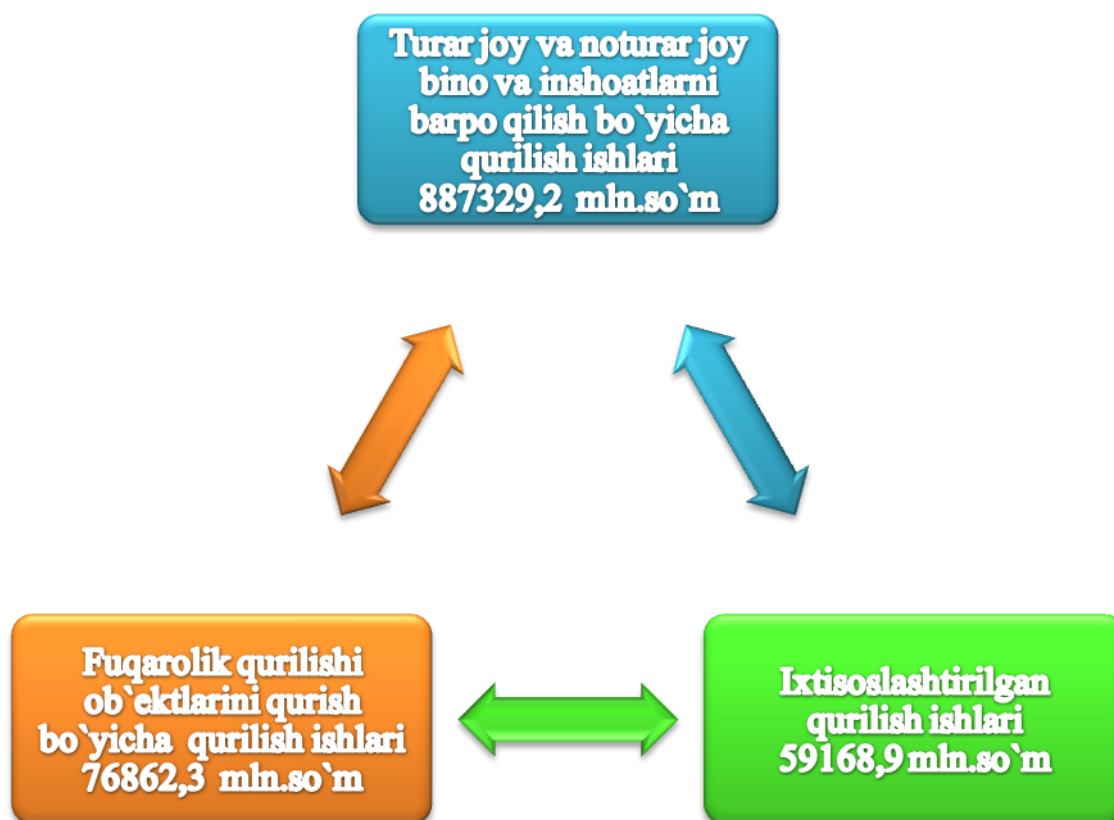 Turar joy va noturar joy
bino va inshoatlarni
barpo qilish bo`yicha
qurilish ishlari
887329,2 mln.so`m
Fuqarolik qurilishi
ob`ektlarini qurish
bo`yicha qurilish ishlari
76862,3 mln.so`m
Ixtisoslashtirilgan
qurilish ishlari
59168,9 mln.so`m